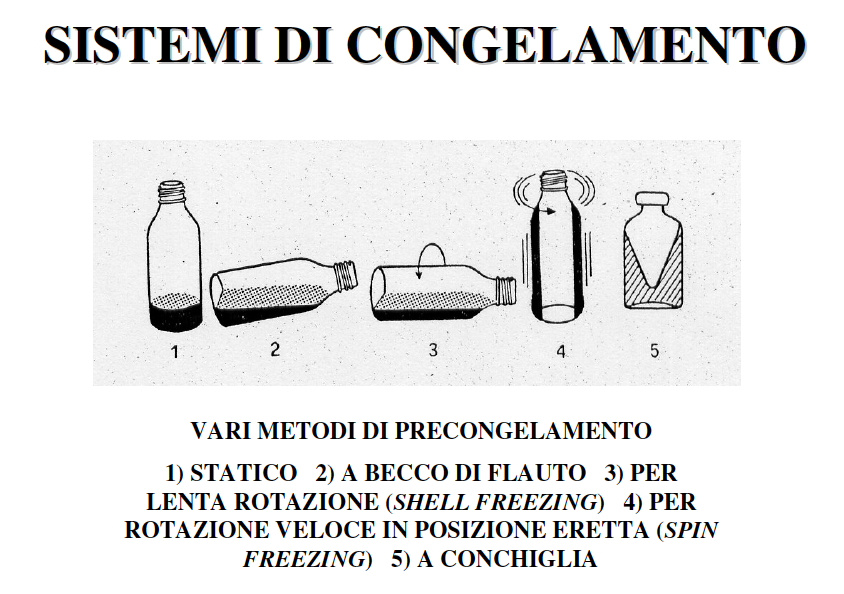 SISTEMI DI CONGELAMENTO
1 2 3 4 5
VARI METODI DI PRECONGELAMENTO
1) STATICO 2) A BECCO DI FLAUTO 3) PER
LENTA ROTAZIONE (SHELL FREEZING) 4) PER
ROTAZIONE VELOCE IN POSIZIONE ERETTA (SPIN
FREEZING) 5) A CONCHIGLIA